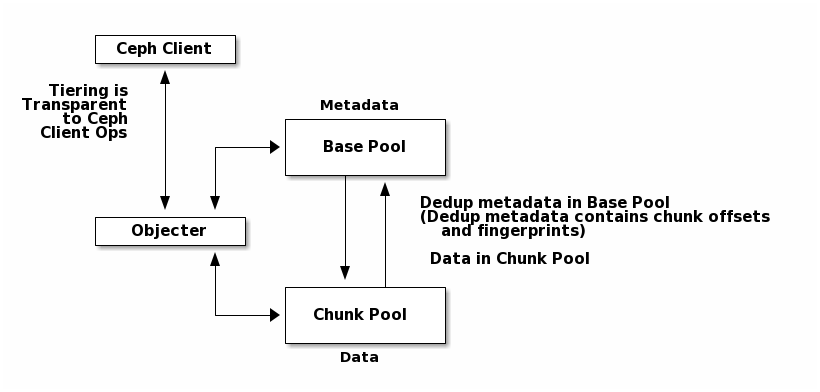 Ceph Client
Tiering is
Transparent
to Ceph
Client Ops
Metadata
Base Pool
Dedup metadata in Base Pool
(Dedup metadata contains chunk offsets
and fingerprints)
Objecter
Data in Chunk Pool
Chunk Pool
Data